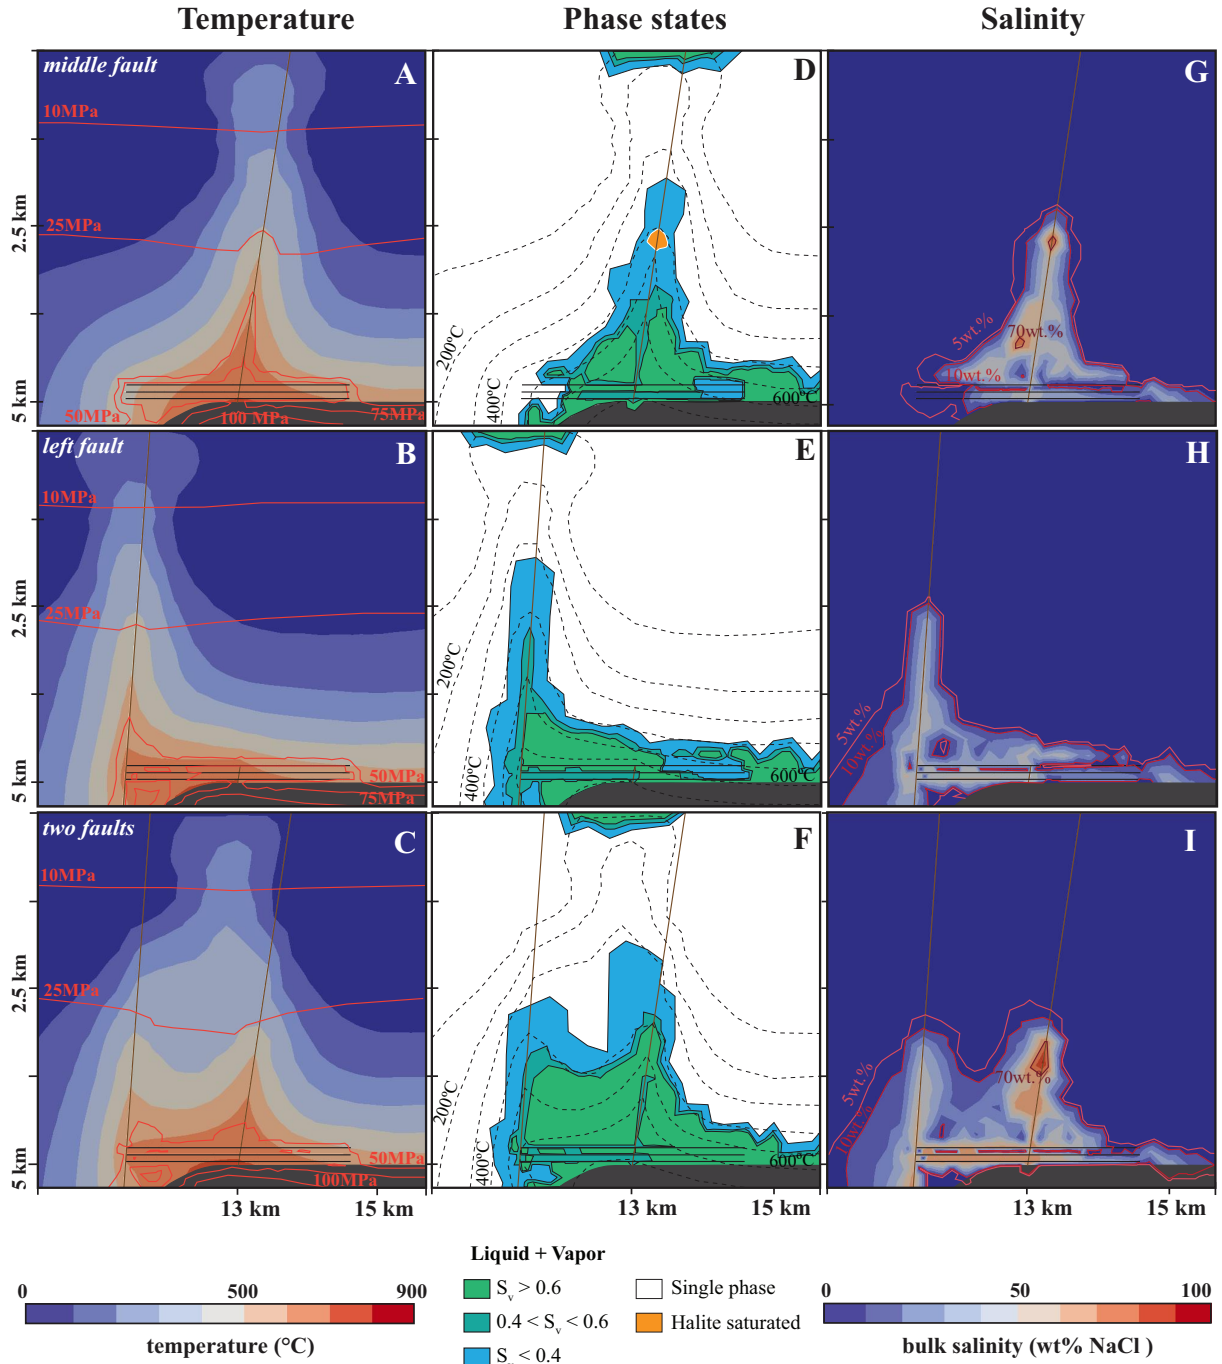 Temperature
Phase states
Salinity
middle fault
A
10MPa
25MPa
50MPa
100 MPa
75MPa
2.5 km
5 km
D
200°C
400°C
600°C
G
5wt.%
70wt.%
10wt.%
left fault
B
10MPa
25MPa
50MPa
75MPa
2.5 km
5 km
E
200°C
400°C
600°C
H
5wt.%
10wt.%
two faults
C
10MPa
25MPa
50MPa
100MPa
2.5 km
5 km
F
200°C
400°C
600°C
I
5wt.%
10wt.%
70wt.%
13 km
15 km
13 km
15 km
13 km
15 km
0
500
900
temperature (°C)
Liquid + Vapor
Sv > 0.6
0.4 < Sv < 0.6
Sv < 0.4
Single phase
Halite saturated
0
50
100
bulk salinity (wt% NaCl )